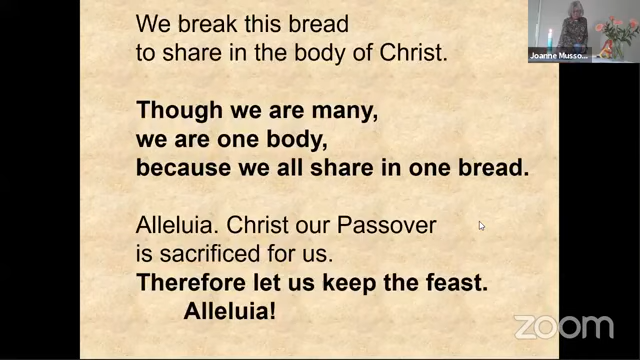 We break this bread
to share in the body of Christ.
Though we are many,
we are one body,
because we all share in one bread.
Alleluia. Christ our Passover
is sacrificed for us.
Therefore let us keep the feast.
Alleluia!
Joanne Musso...
zoom